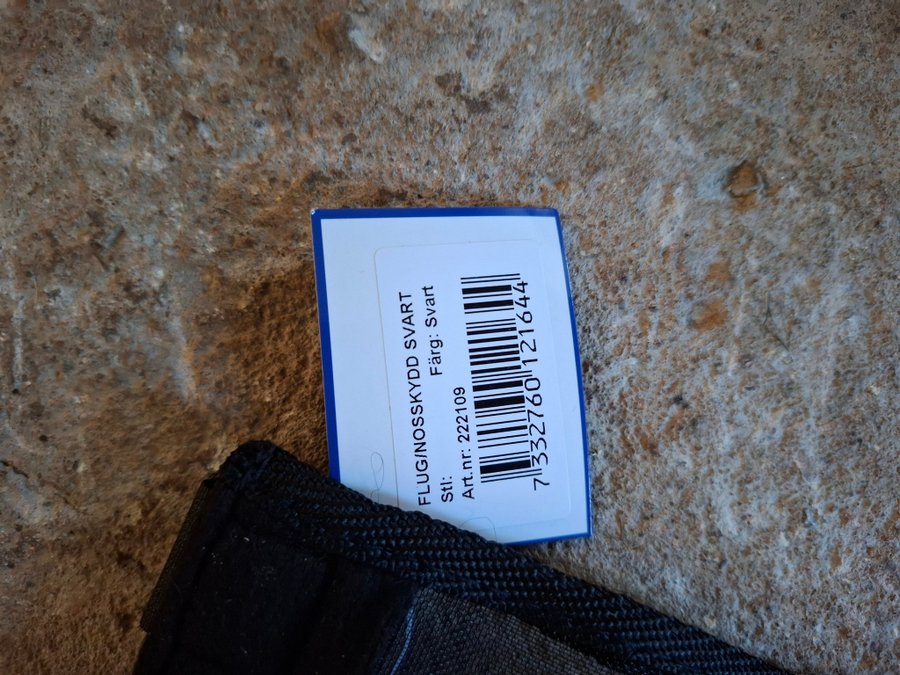 FLUG/NOSSKYDD SVART
Stl: Färg: Svart
Art.nr: 222109
7 332760 121644